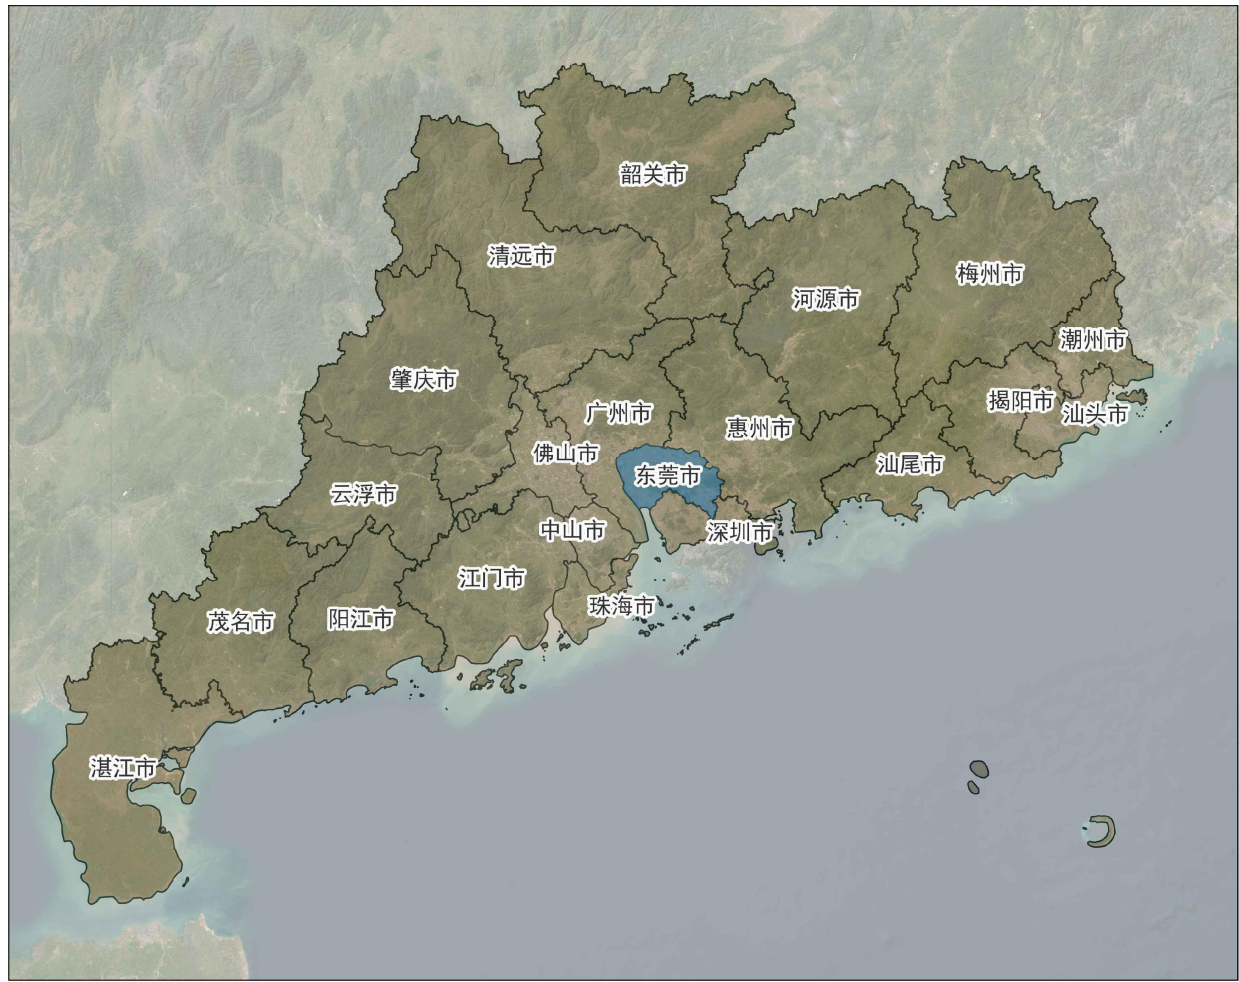 韶关市
清远市
梅州市
河源市
潮州市
肇庆市
揭阳市
广州市
汕头市
惠州市
佛山市
汕尾市
东莞市
云浮市
中山市
深圳市
江门市
珠海市
茂名市
阳江市
湛江市